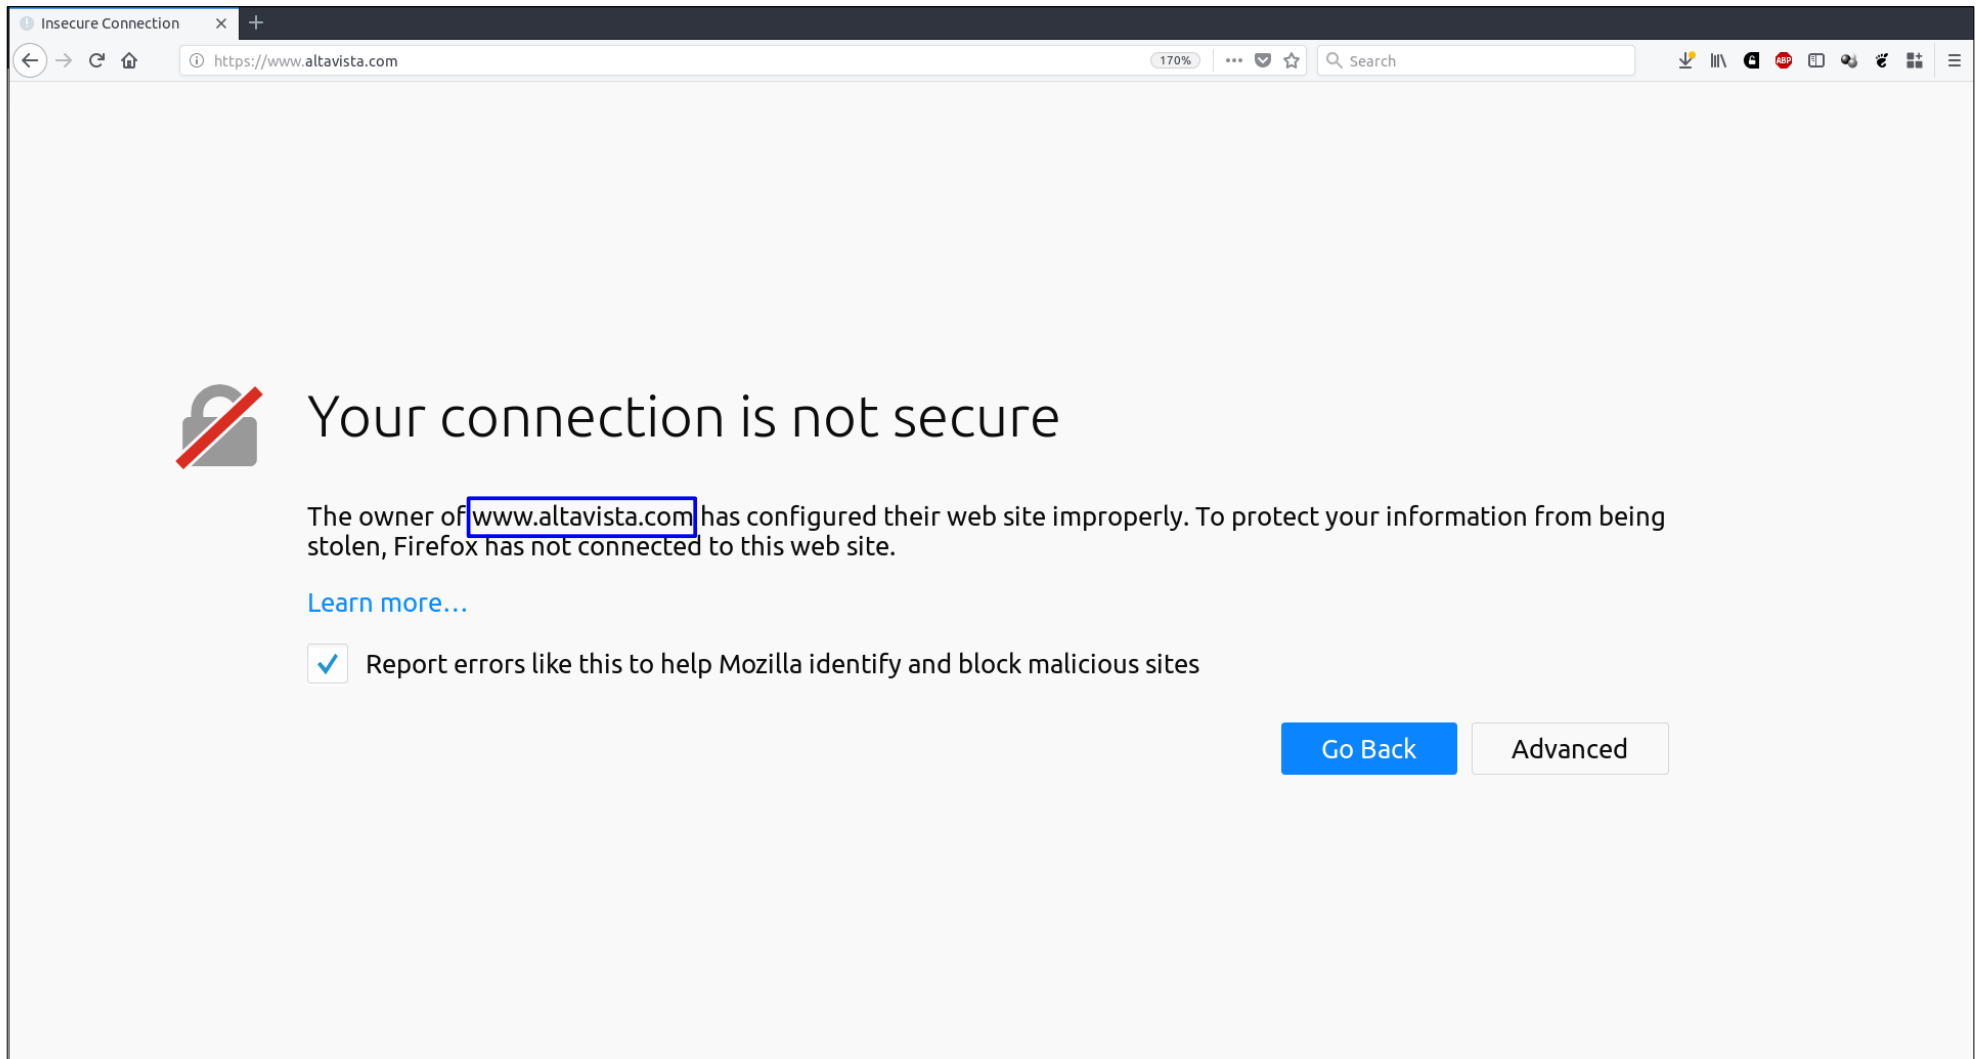 Insecure Connection
https://www.altavista.com
170%
Search
ABP
Your connection is not secure
The owner of www.altavista.com has configured their web site improperly. To protect your information from being
stolen, Firefox has not connected to this web site.
Learn more…
Report errors like this to help Mozilla identify and block malicious sites
Go Back
Advanced